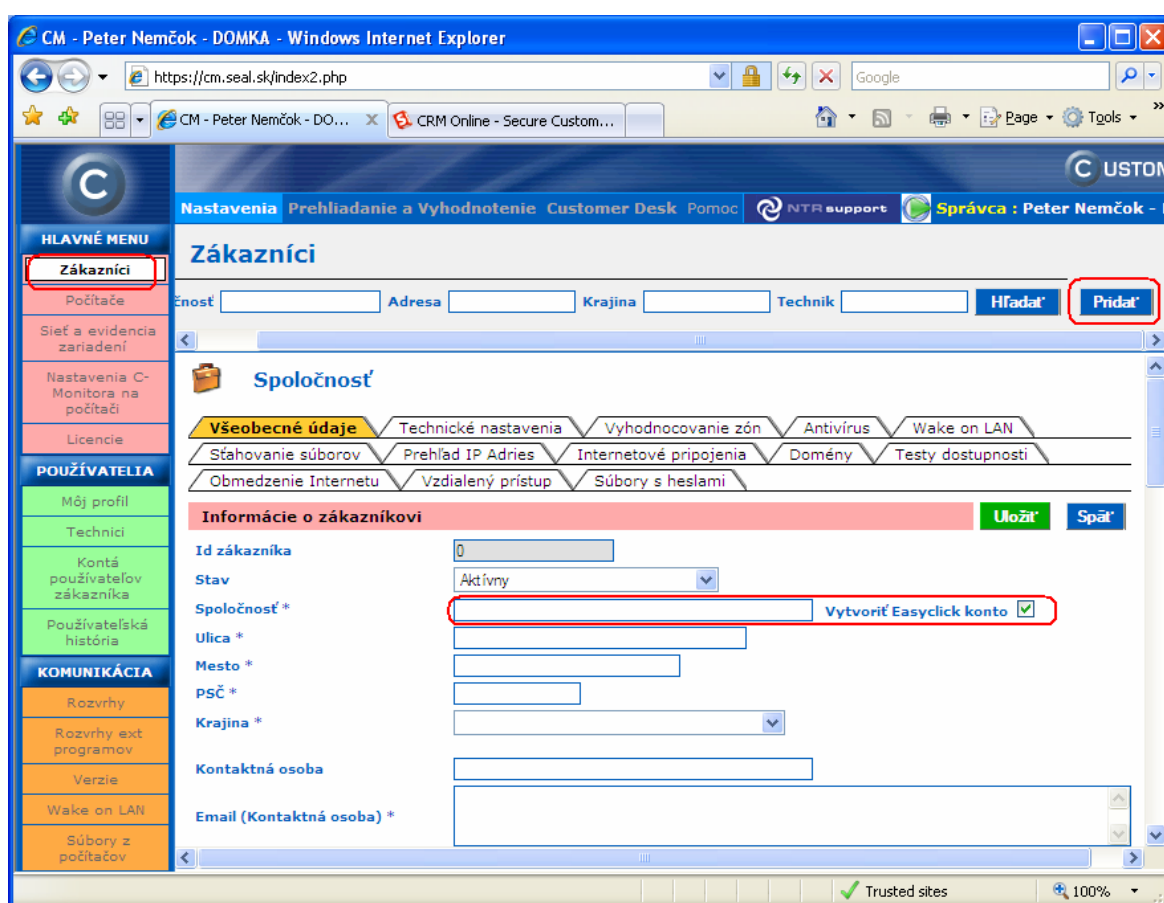 CM - Peter Nemčok - DOMKA - Windows Internet Explorer
https://cm.seal.sk/index2.php
Google
CM - Peter Nemčok - DO... X CRM Online - Secure Custom...
Page Tools »
C USTOM
Nastavenia Prehliadanie a Vyhodnotenie Customer Desk Pomoc NTR support Správca : Peter Nemčok -
HLAVNÉ MENU
Zákazníci
Počítače
Sieť a evidencia
zariadení
Nastavenia C-
Monitora na
počítači
Licencie
POUŽÍVATELIA
Môj profil
Technici
Kontá
používateľov
zákazníka
Používateľská
história
KOMUNIKÁCIA
Rozvrhy
Rozvrhy ext
programov
Verzie
Wake on LAN
Súbory z
počítačov
Zákazníci
čnosť Adresa Krajina Technik Hľadať Pridať
Spoločnosť
Všeobecné údaje Technické nastavenia Vyhodnocovanie zón Antivírus Wake on LAN
Sťahovanie súborov Prehľad IP Adries Internetové pripojenia Domény Testy dostupnosti
Obmedzenie Internetu Vzdialený prístup Súbory s heslami
Informácie o zákazníkovi Uložiť Späť
Id zákazníka 0
Stav Aktívny
Spoločnosť * Vytvoriť Easyclick konto
Ulica *
Mesto *
PSČ *
Krajina *
Kontaktná osoba
Email (Kontaktná osoba) *
Trusted sites 100%